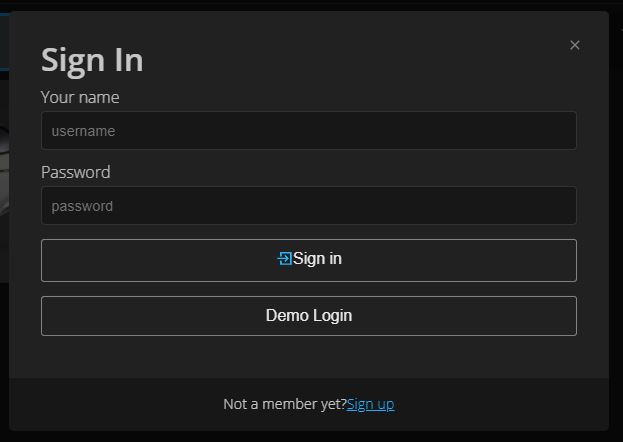 Sign In
Your name
username
Password
password
Sign in
Demo Login
Not a member yet?Sign up